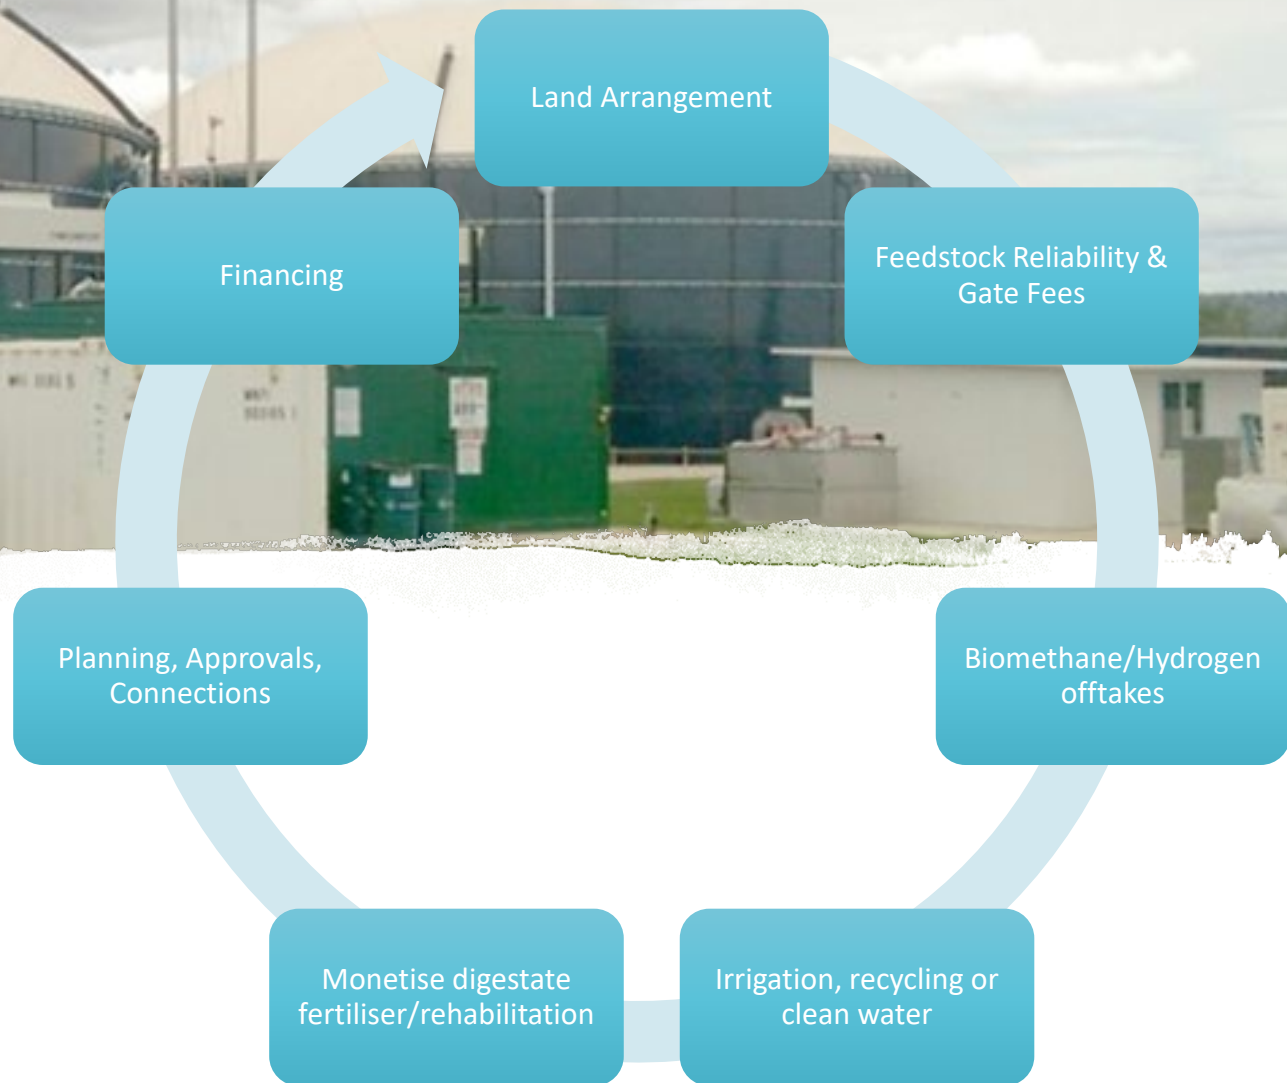 Land Arrangement
Feedstock Reliability &
Gate Fees
Biomethane/Hydrogen
offtakes
Irrigation, recycling or
clean water
Monetise digestate
fertiliser/rehabilitation
Planning, Approvals,
Connections
Financing